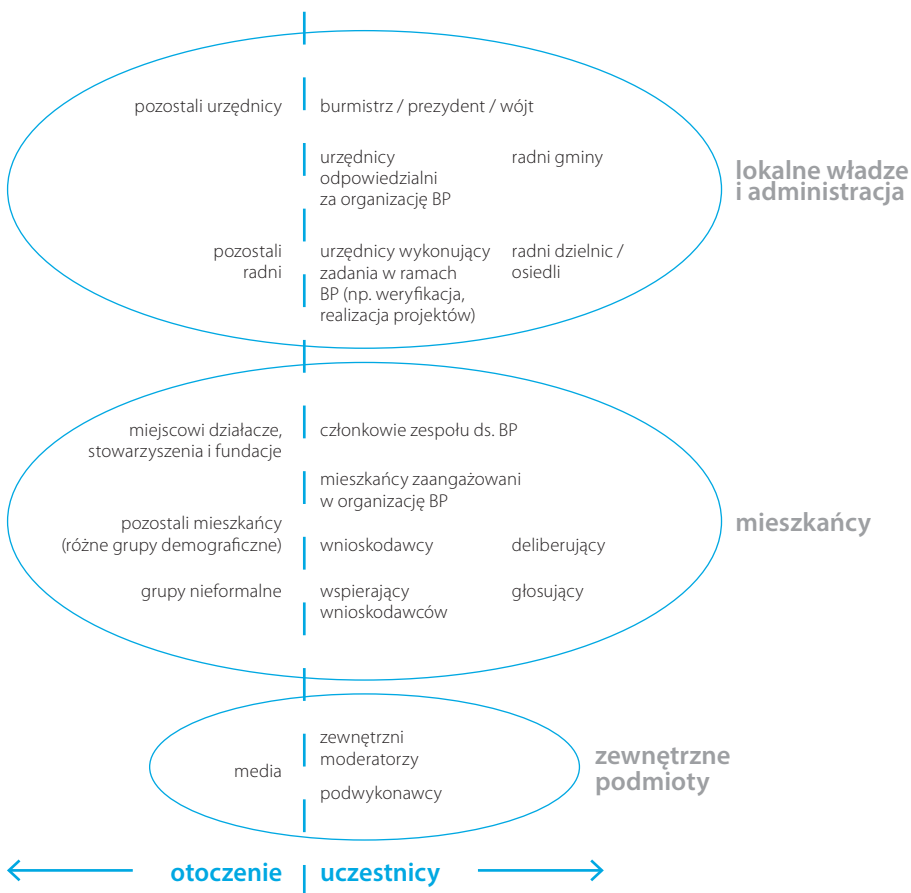 pozostali urzędnicy
burmistrz / prezydent / wójt
urzędnicy
odpowiedzialni
za organizację BP
radni gminy
lokalne władze
i administracja
pozostali
radni
urzędnicy wykonujący
zadania w ramach
BP (np. weryfikacja,
realizacja projektów)
radni dzielnic /
osiedli
miejscowi działacze,
stowarzyszenia i fundacje
członkowie zespołu ds. BP
mieszkańcy zaangażowani
w organizację BP
pozostali mieszkańcy
(różne grupy demograficzne)
wnioskodawcy
deliberujący
mieszkańcy
grupy nieformalne
wspierający
wnioskodawców
głosujący
media
zewnętrzni
moderatorzy
podwykonawcy
zewnętrzne
podmioty
otoczenie
uczestnicy